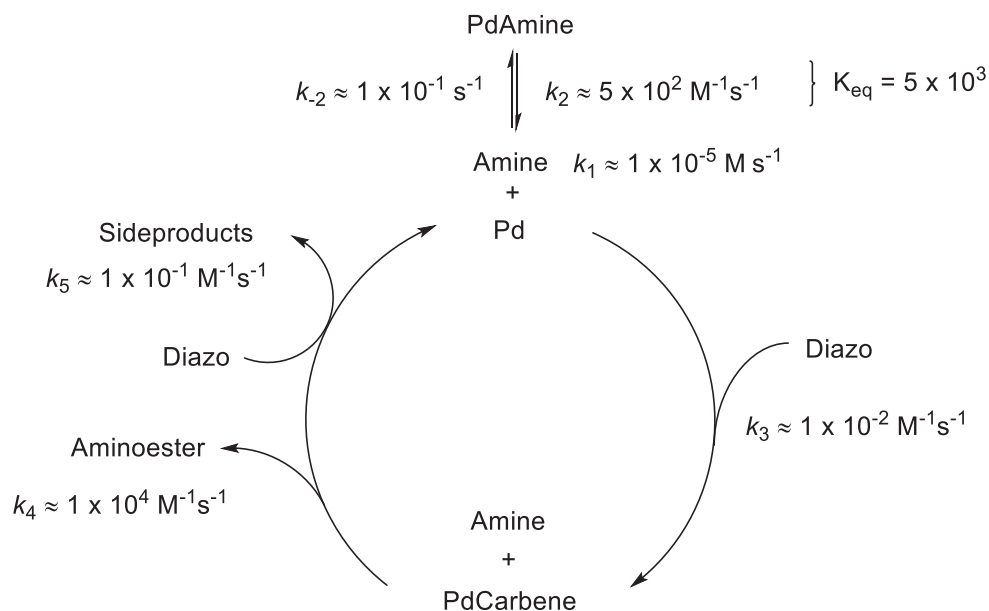 PdAmine
k-2 ≈ 1 x 10-1 s-1
k2 ≈ 5 x 102 M-1s-1
} Keq = 5 x 103
Amine
k1 ≈ 1 x 10-5 M s-1
+
Pd
Sideproducts
k5 ≈ 1 x 10-1 M-1s-1
Diazo
Diazo
k3 ≈ 1 x 10-2 M-1s-1
Aminoester
k4 ≈ 1 x 104 M-1s-1
Amine
+
PdCarbene